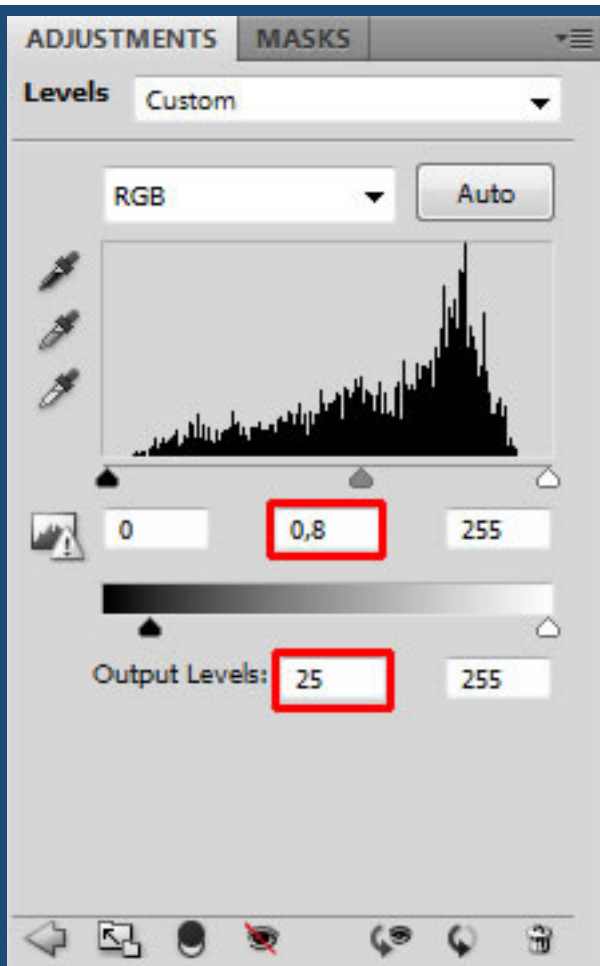 ADJUSTMENTS MASKS
Levels Custom
RGB Auto
0 0,8 255
Output Levels: 25 255